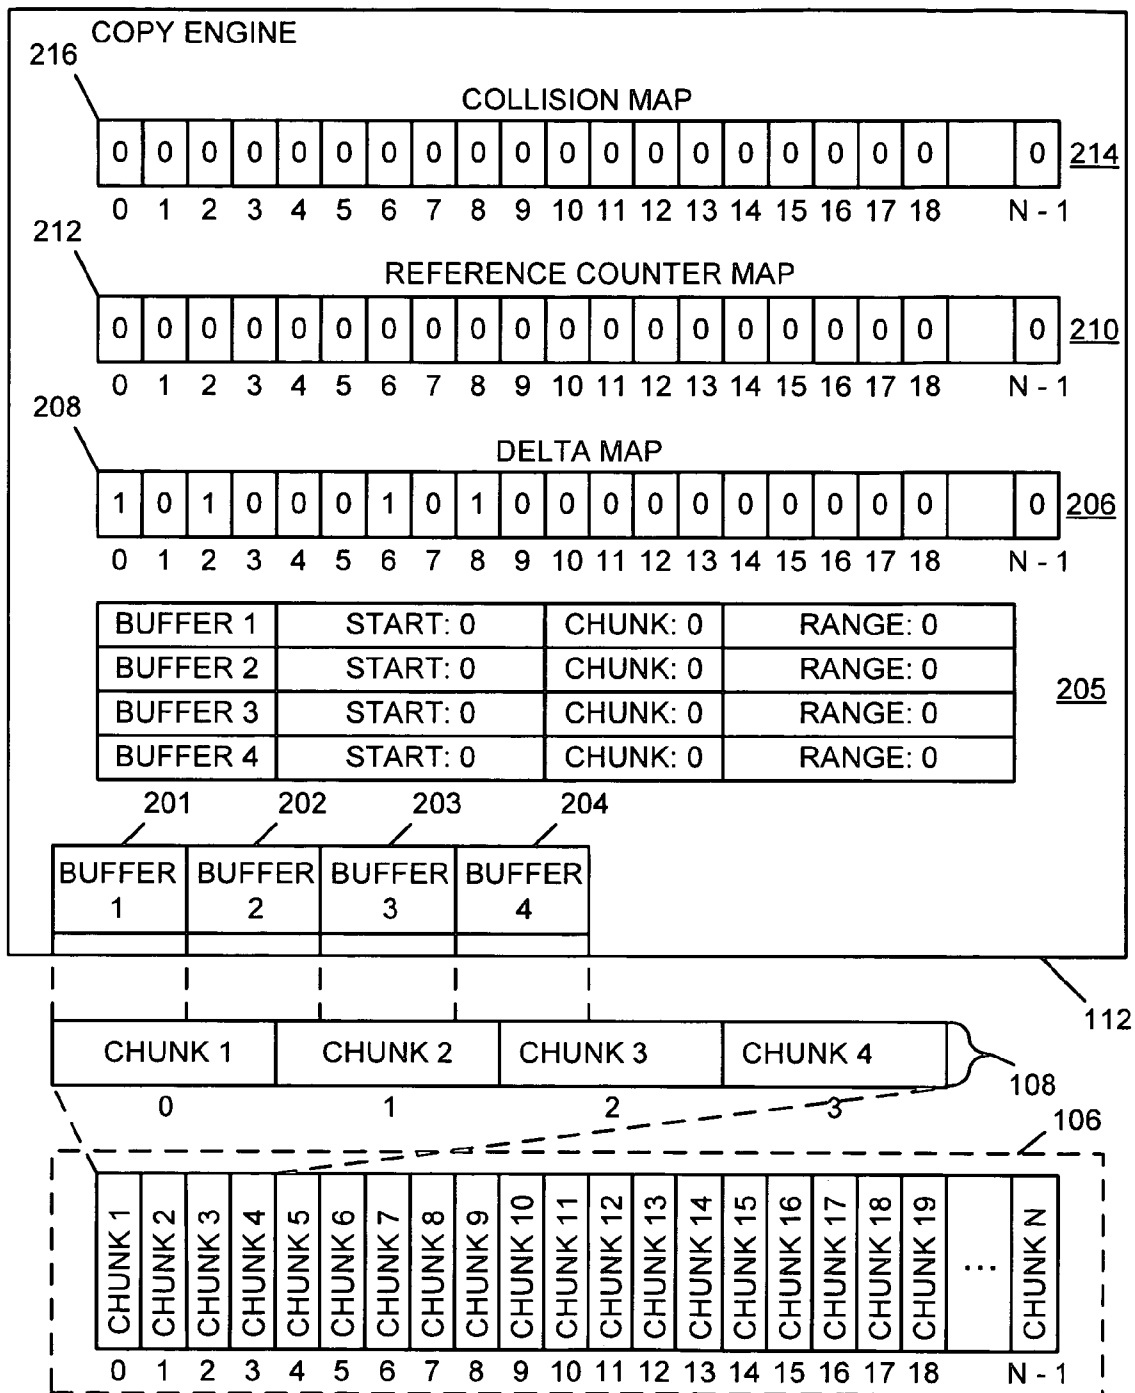 COPY ENGINE
216
COLLISION MAP
0 0 0 0 0 0 0 0 0 0 0 0 0 0 0 0 0 0 0 0 214
0 1 2 3 4 5 6 7 8 9 10 11 12 13 14 15 16 17 18 N - 1
212
REFERENCE COUNTER MAP
0 0 0 0 0 0 0 0 0 0 0 0 0 0 0 0 0 0 0 0 210
0 1 2 3 4 5 6 7 8 9 10 11 12 13 14 15 16 17 18 N - 1
208
DELTA MAP
1 0 1 0 0 0 1 0 1 0 0 0 0 0 0 0 0 0 0 0 206
0 1 2 3 4 5 6 7 8 9 10 11 12 13 14 15 16 17 18 N - 1
BUFFER 1 START: 0 CHUNK: 0 RANGE: 0
BUFFER 2 START: 0 CHUNK: 0 RANGE: 0
BUFFER 3 START: 0 CHUNK: 0 RANGE: 0
BUFFER 4 START: 0 CHUNK: 0 RANGE: 0
205
201 202 203 204
BUFFER BUFFER BUFFER BUFFER
1 2 3 4
112
CHUNK 1 CHUNK 2 CHUNK 3 CHUNK 4
108
0 1 2 3
106
CHUNK 1 CHUNK 2 CHUNK 3 CHUNK 4 CHUNK 5 CHUNK 6 CHUNK 7 CHUNK 8 CHUNK 9 CHUNK 10 CHUNK 11 CHUNK 12 CHUNK 13 CHUNK 14 CHUNK 15 CHUNK 16 CHUNK 17 CHUNK 18 CHUNK 19 ... CHUNK N
0 1 2 3 4 5 6 7 8 9 10 11 12 13 14 15 16 17 18 N - 1